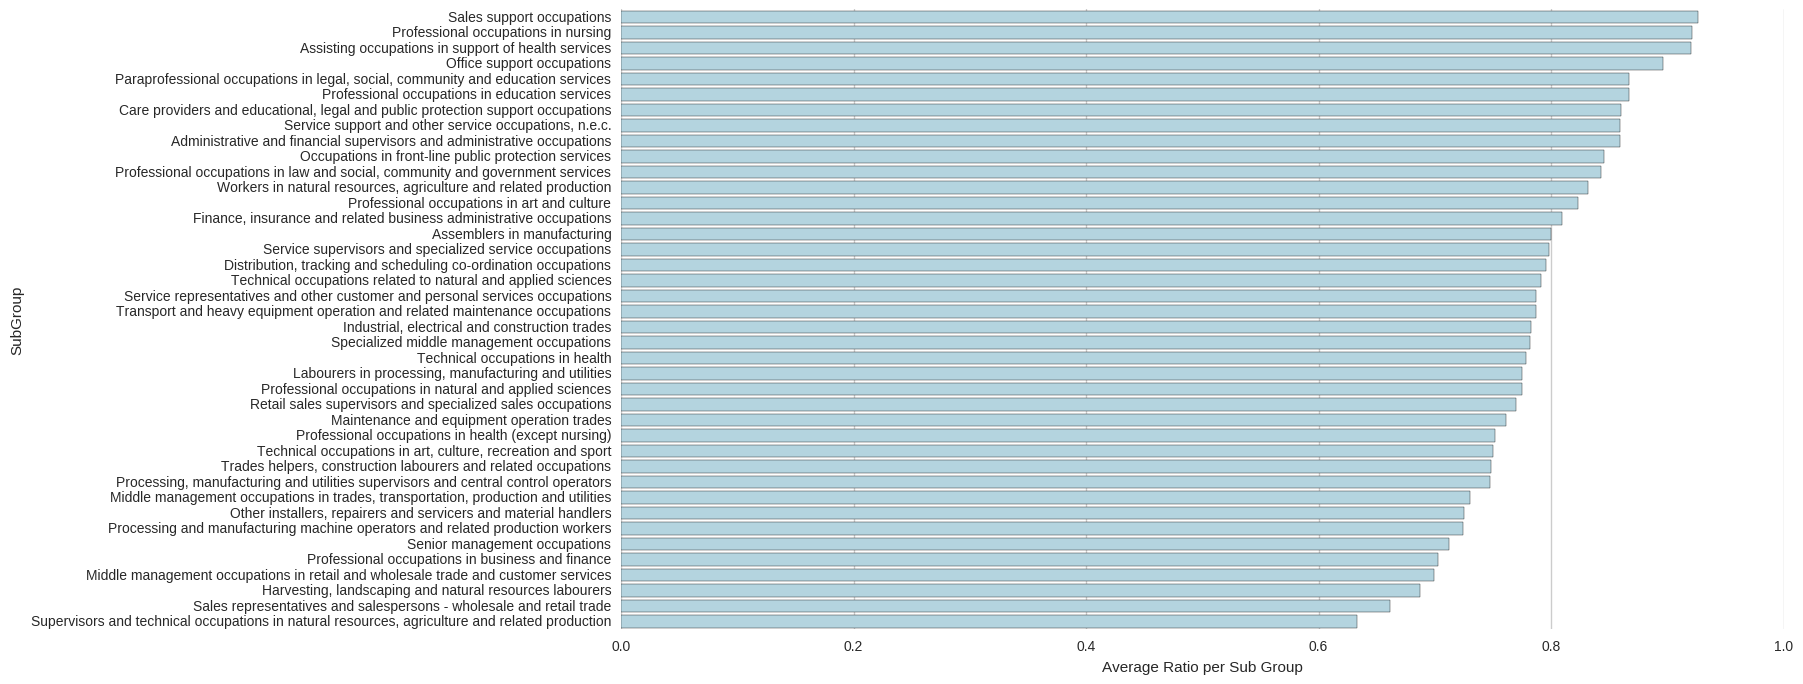 Sales support occupations
Professional occupations in nursing
Assisting occupations in support of health services
Office support occupations
Paraprofessional occupations in legal, social, community and education services
Professional occupations in education services
Care providers and educational, legal and public protection support occupations
Service support and other service occupations, n.e.c.
Administrative and financial supervisors and administrative occupations
Occupations in front-line public protection services
Professional occupations in law and social, community and government services
Workers in natural resources, agriculture and related production
Professional occupations in art and culture
Finance, insurance and related business administrative occupations
Assemblers in manufacturing
Service supervisors and specialized service occupations
Distribution, tracking and scheduling co-ordination occupations
Technical occupations related to natural and applied sciences
Service representatives and other customer and personal services occupations
Transport and heavy equipment operation and related maintenance occupations
Industrial, electrical and construction trades
Specialized middle management occupations
Technical occupations in health
Labourers in processing, manufacturing and utilities
Professional occupations in natural and applied sciences
Retail sales supervisors and specialized sales occupations
Maintenance and equipment operation trades
Professional occupations in health (except nursing)
Technical occupations in art, culture, recreation and sport
Trades helpers, construction labourers and related occupations
Processing, manufacturing and utilities supervisors and central control operators
Middle management occupations in trades, transportation, production and utilities
Other installers, repairers and servicers and material handlers
Processing and manufacturing machine operators and related production workers
Senior management occupations
Professional occupations in business and finance
Middle management occupations in retail and wholesale trade and customer services
Harvesting, landscaping and natural resources labourers
Sales representatives and salespersons - wholesale and retail trade
Supervisors and technical occupations in natural resources, agriculture and related production
SubGroup
0.0 0.2 0.4 0.6 0.8 1.0
Average Ratio per Sub Group